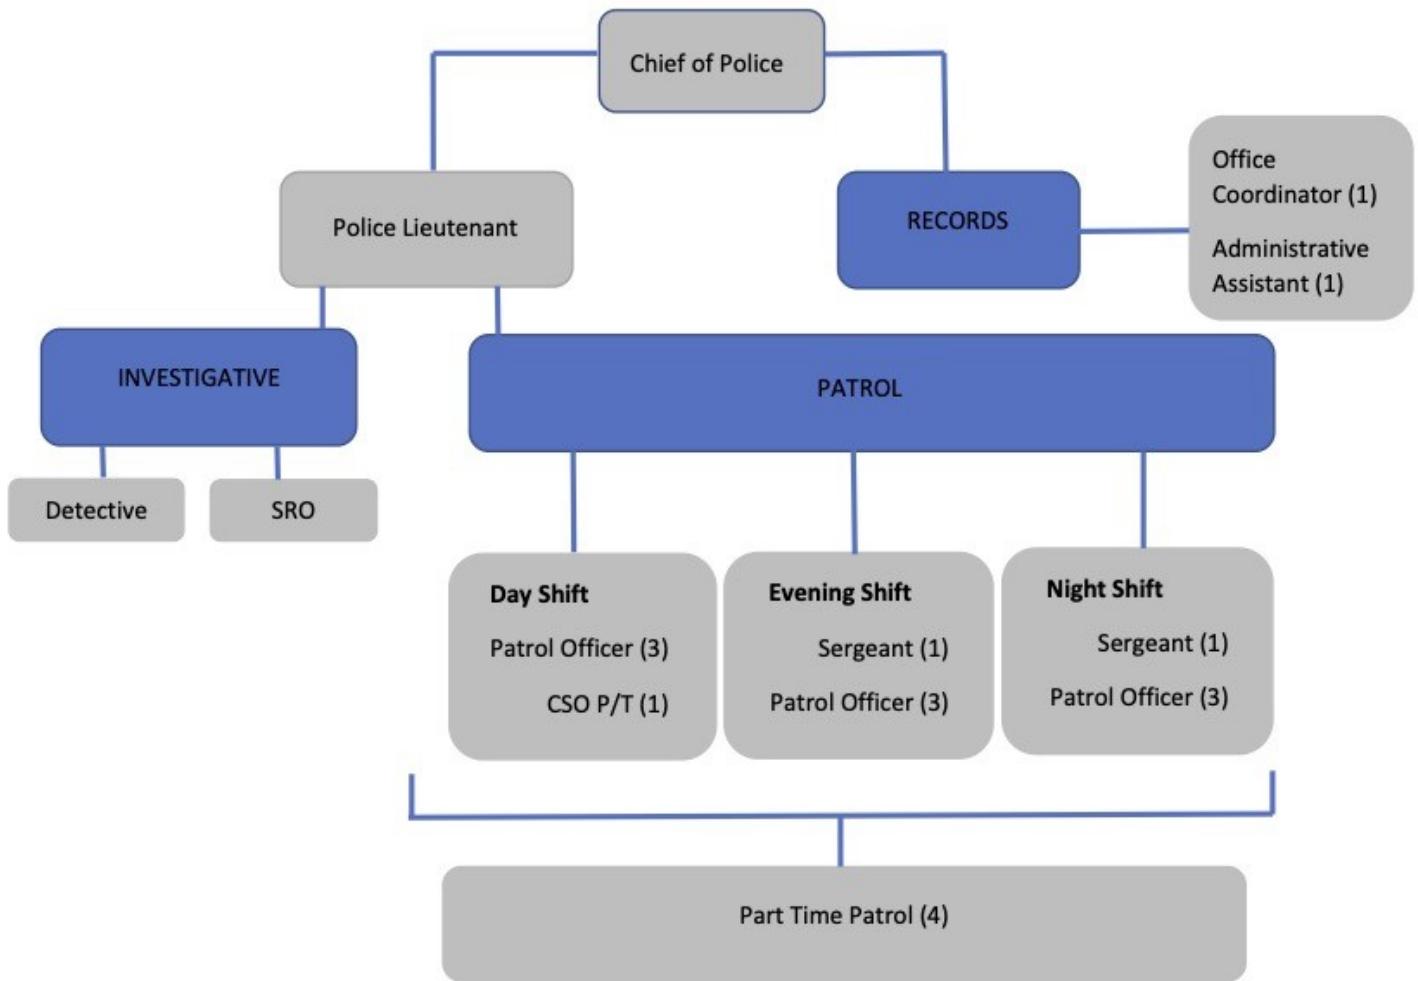 Chief of Police
Police Lieutenant
RECORDS
Office
Coordinator (1)
Administrative
Assistant (1)
INVESTIGATIVE
PATROL
Detective
SRO
Day Shift
Patrol Officer (3)
CSO P/T (1)
Evening Shift
Sergeant (1)
Patrol Officer (3)
Night Shift
Sergeant (1)
Patrol Officer (3)
Part Time Patrol (4)